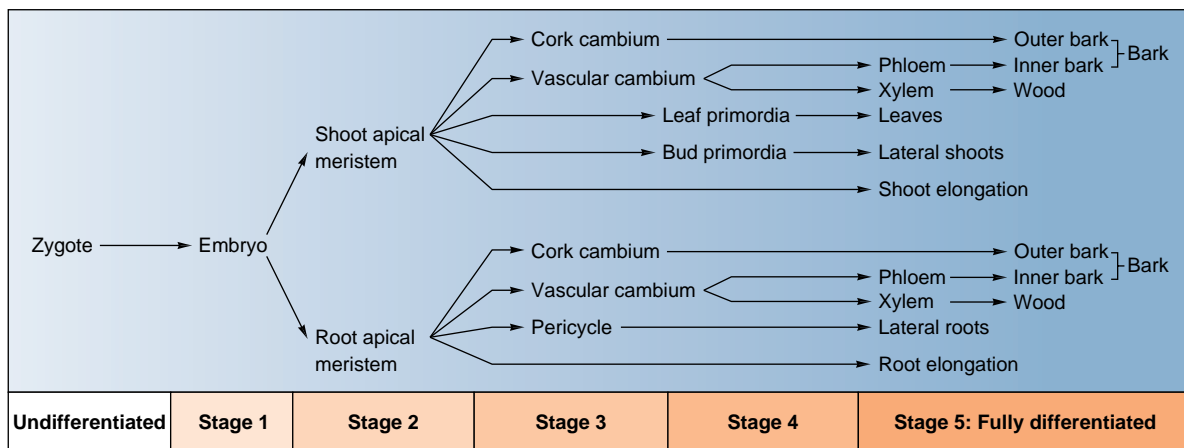 Cork cambium Outer bark
Bark
Vascular cambium Phloem Inner bark
Xylem Wood
Leaf primordia Leaves
Shoot apical
meristem
Bud primordia Lateral shoots
Shoot elongation
Zygote Embryo
Cork cambium Outer bark
Bark
Vascular cambium Phloem Inner bark
Xylem Wood
Pericycle Lateral roots
Root apical
meristem
Root elongation
Undifferentiated Stage 1 Stage 2 Stage 3 Stage 4 Stage 5: Fully differentiated